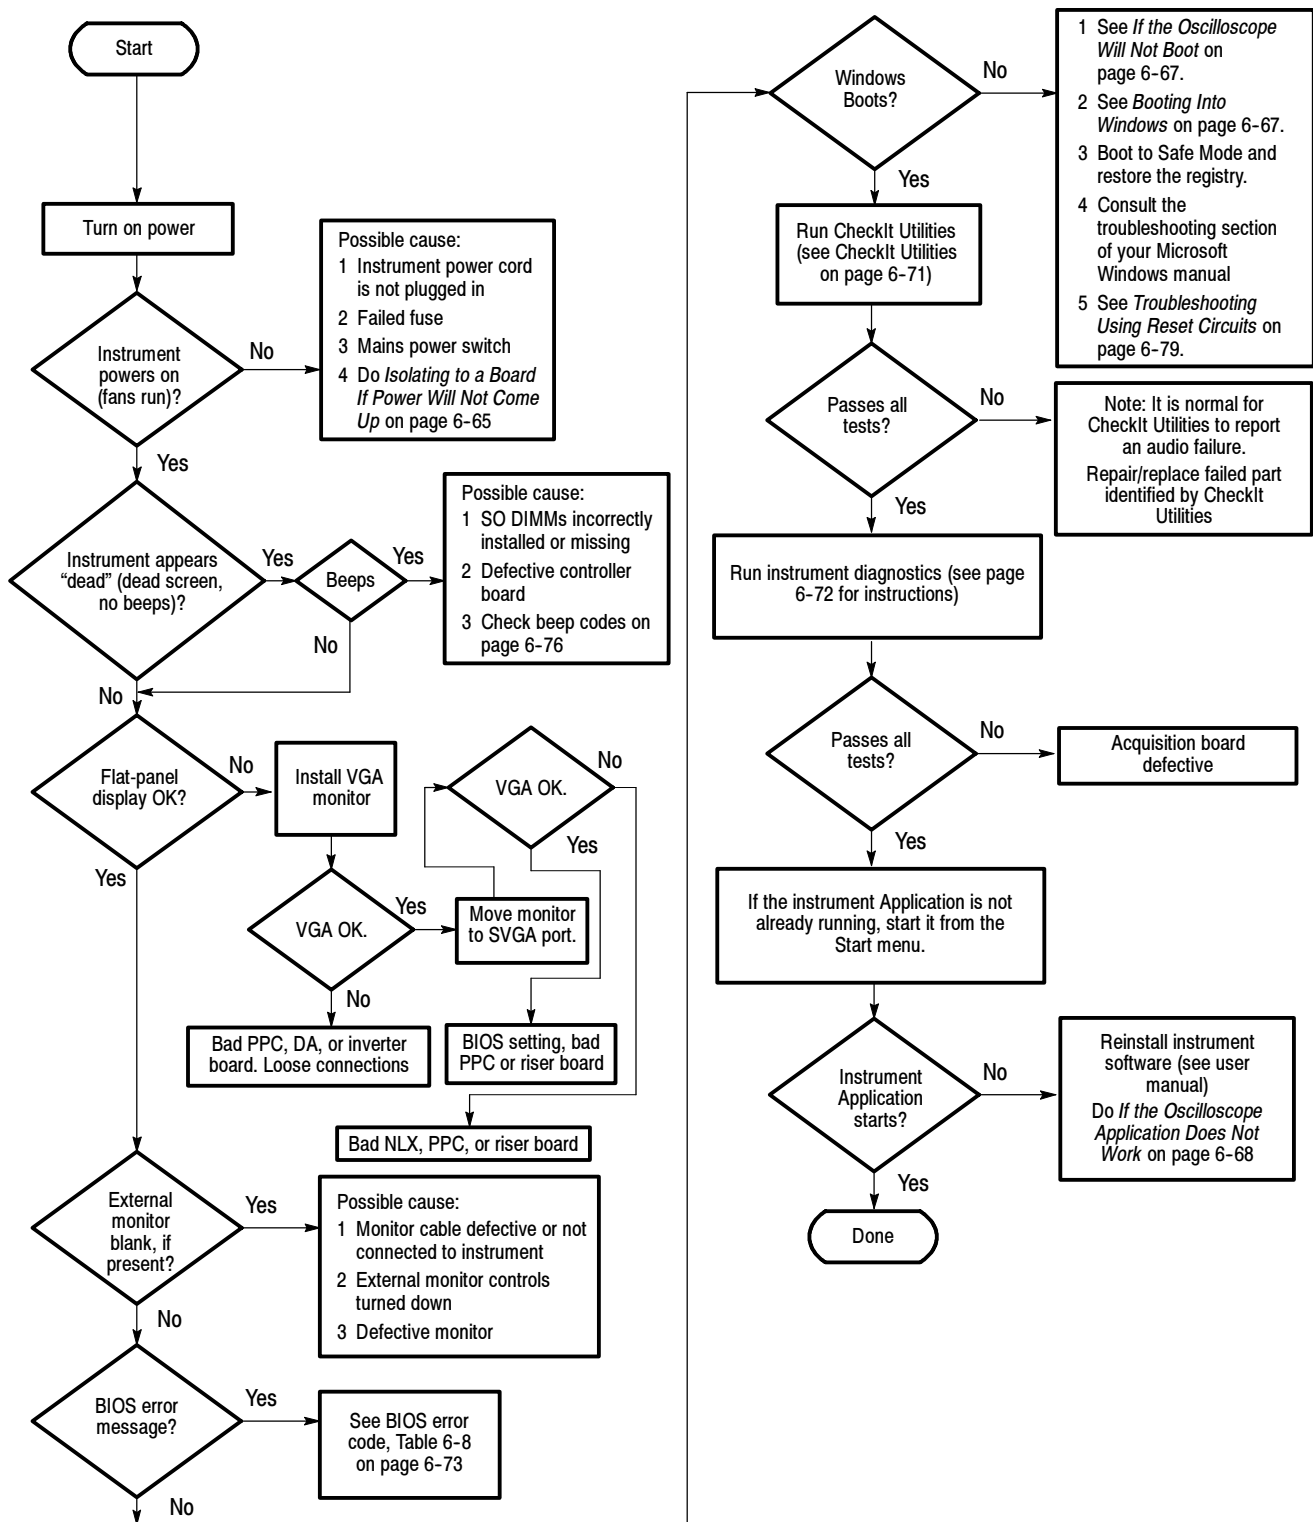 Start
Turn on power
Instrument
powers on
(fans run)?
No
Possible cause:
1 Instrument power cord
is not plugged in
2 Failed fuse
3 Mains power switch
4 Do Isolating to a Board
If Power Will Not Come
Up on page 6-65
Yes
Instrument appears
“dead” (dead screen,
no beeps)?
Yes
Beeps
Yes
Possible cause:
1 SO DIMMs incorrectly
installed or missing
2 Defective controller
board
3 Check beep codes on
page 6-76
No
No
Flat-panel
display OK?
No
Install VGA
monitor
VGA OK.
No
Yes
Yes
VGA OK.
Yes
Move monitor
to SVGA port.
No
Bad PPC, DA, or inverter
board. Loose connections
BIOS setting, bad
PPC or riser board
Bad NLX, PPC, or riser board
External
monitor
blank, if
present?
Yes
Possible cause:
1 Monitor cable defective or not
connected to instrument
2 External monitor controls
turned down
3 Defective monitor
No
BIOS error
message?
Yes
See BIOS error
code, Table 6-8
on page 6-73
No
Windows
Boots?
No
1 See If the Oscilloscope
Will Not Boot on
page 6-67.
2 See Booting Into
Windows on page 6-67.
3 Boot to Safe Mode and
restore the registry.
4 Consult the
troubleshooting section
of your Microsoft
Windows manual
5 See Troubleshooting
Using Reset Circuits on
page 6-79.
Yes
Run CheckIt Utilities
(see CheckIt Utilities
on page 6-71)
Passes all
tests?
No
Note: It is normal for
CheckIt Utilities to report
an audio failure.
Repair/replace failed part
identified by CheckIt
Utilities
Yes
Run instrument diagnostics (see page
6-72 for instructions)
Passes all
tests?
No
Acquisition board
defective
Yes
If the instrument Application is not
already running, start it from the
Start menu.
Instrument
Application
starts?
No
Reinstall instrument
software (see user
manual)
Do If the Oscilloscope
Application Does Not
Work on page 6-68
Yes
Done